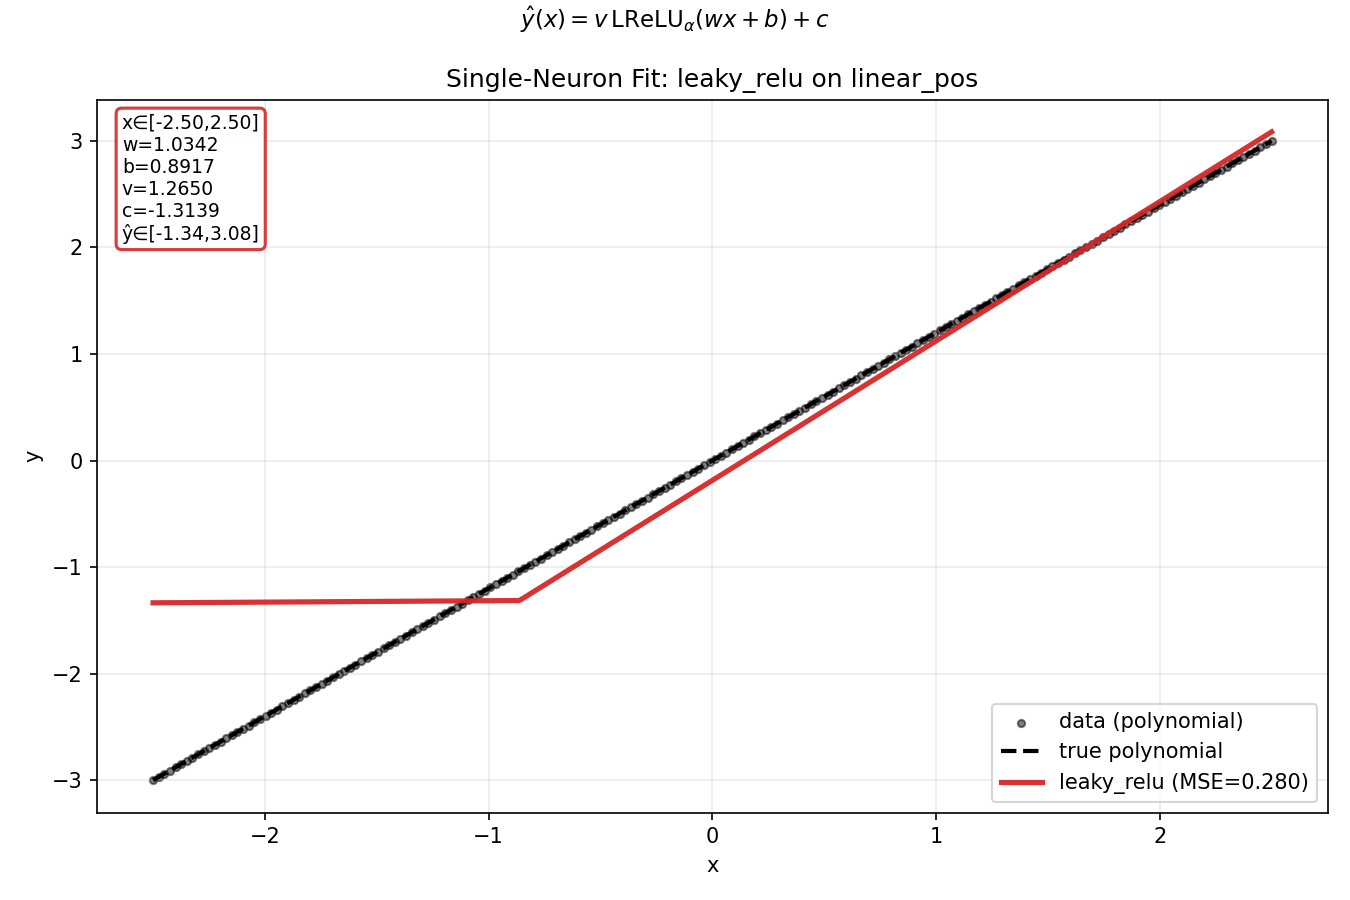 ŷ(x) = v LReLU_α(wx + b) + c
Single-Neuron Fit: leaky_relu on linear_pos
x∈[-2.50,2.50]
w=1.0342
b=0.8917
v=1.2650
c=-1.3139
ŷ∈[-1.34,3.08]
3
2
1
0
−1
−2
−3
y
data (polynomial)
true polynomial
leaky_relu (MSE=0.280)
−2 −1 0 1 2
x